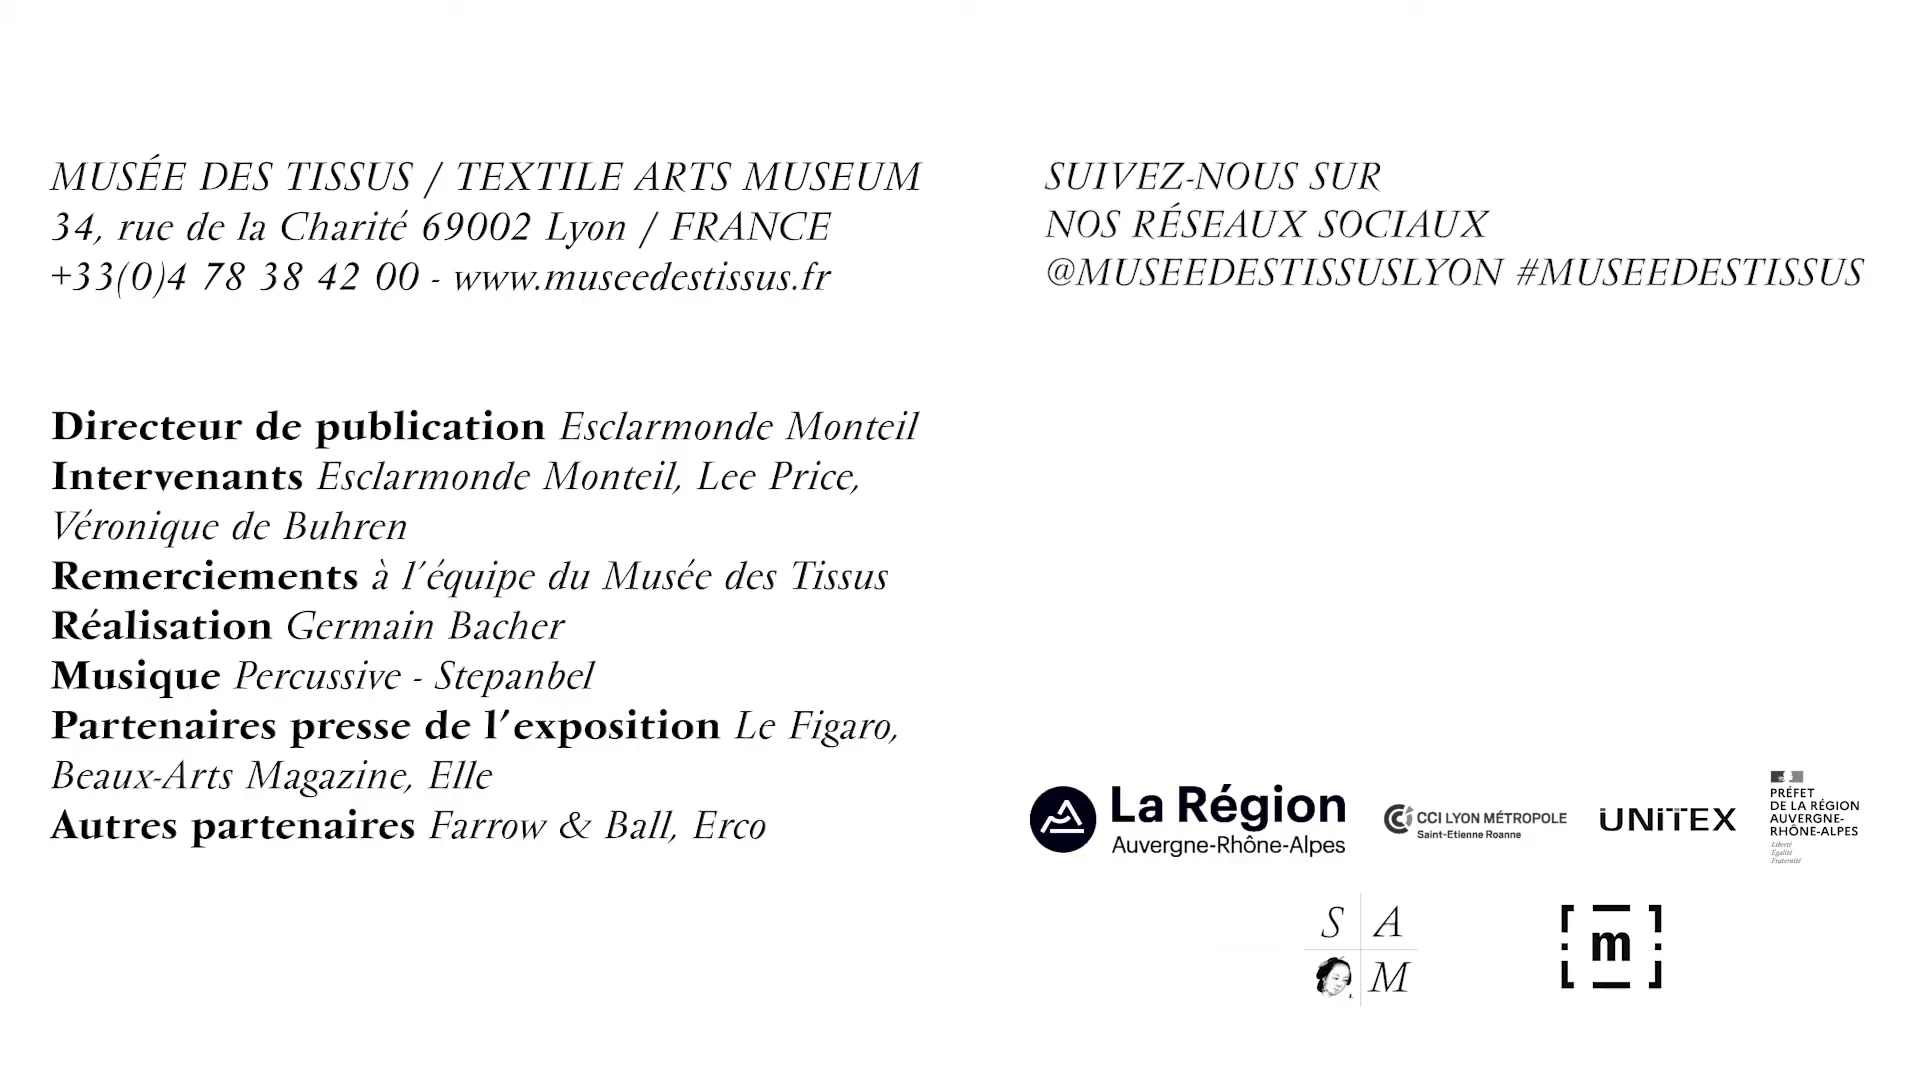 MUSÉE DES TISSUS / TEXTILE ARTS MUSEUM
34, rue de la Charité 69002 Lyon / FRANCE
+33(0)4 78 38 42 00 - www.museedestissus.fr
SUIVEZ-NOUS SUR
NOS RÉSEAUX SOCIAUX
@MUSEEDESTISSUSLYON #MUSEEDESTISSUS
Directeur de publication Esclarmonde Monteil
Intervenants Esclarmonde Monteil, Lee Price,
Véronique de Buhren
Remerciements à l'équipe du Musée des Tissus
Réalisation Germain Bacher
Musique Percussive - Stepanbel
Partenaires presse de l'exposition Le Figaro,
Beaux-Arts Magazine, Elle
Autres partenaires Farrow & Ball, Erco
La Région
Auvergne-Rhône-Alpes
CCI LYON MÉTROPOLE
Saint-Etienne Roanne
UNiTEX
PRÉFET
DE LA RÉGION
AUVERGNE-
RHÔNE-ALPES
Liberté
Égalité
Fraternité
S A
M
[m]